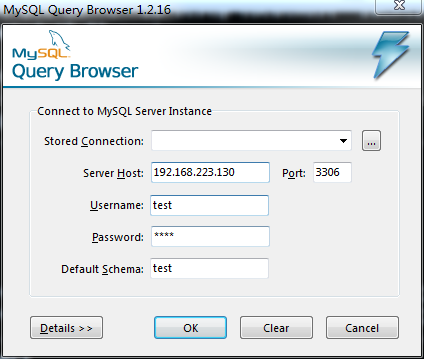 MySQL Query Browser 1.2.16
MySQL
Query Browser
Connect to MySQL Server Instance
Stored Connection: ...
Server Host: 192.168.223.130 Port: 3306
Username: test
Password: ****
Default Schema: test
Details >> OK Clear Cancel